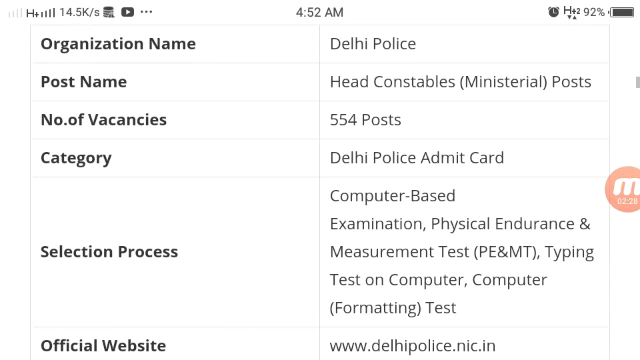 14.5K/s 4:52 AM 92%
Organization Name Delhi Police
Post Name Head Constables (Ministerial) Posts
No.of Vacancies 554 Posts
Category Delhi Police Admit Card
Selection Process Computer-Based
Examination, Physical Endurance &
Measurement Test (PE&MT), Typing
Test on Computer, Computer
(Formatting) Test
02:28
Official Website www.delhipolice.nic.in